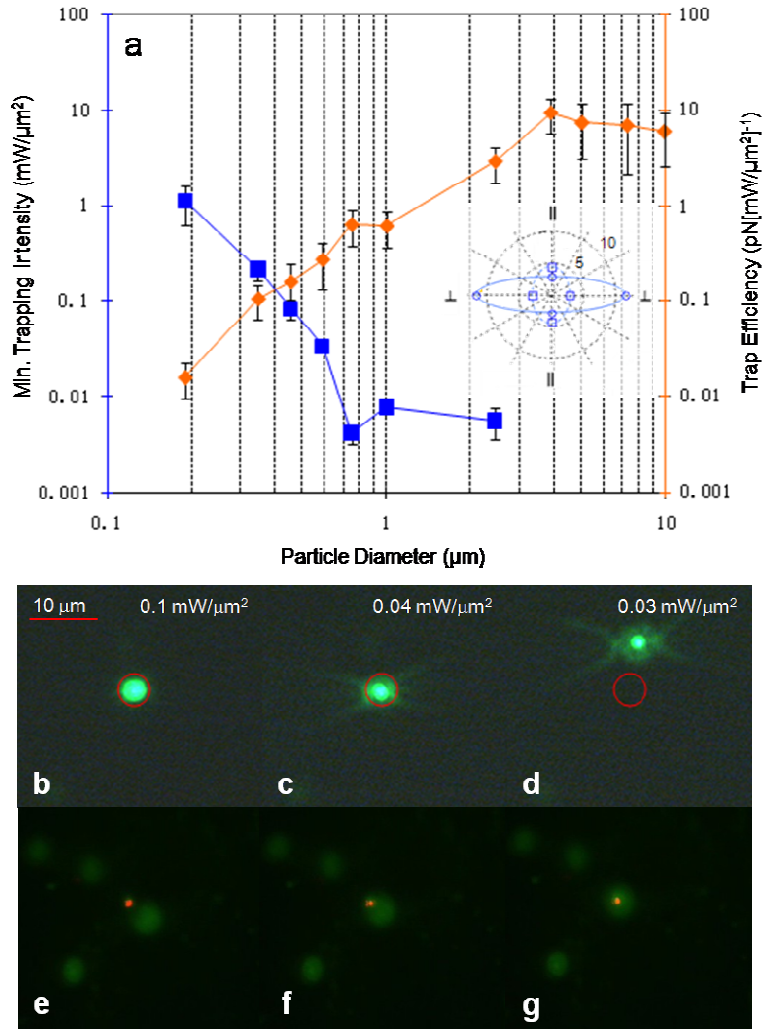 a
100
10
1
0.1
0.01
0.001
MIn. Trapping Irtensity (mW/µm²)
100
10
1
0.1
0.01
0.001
Trap Efficiency (pN[mW/µm²]⁻¹)
||
10
5
⊥
⊥
||
0.1
1
10
Particle Diameter (µm)
10 µm
0.1 mW/µm²
0.04 mW/µm²
0.03 mW/µm²
b
c
d
e
f
g